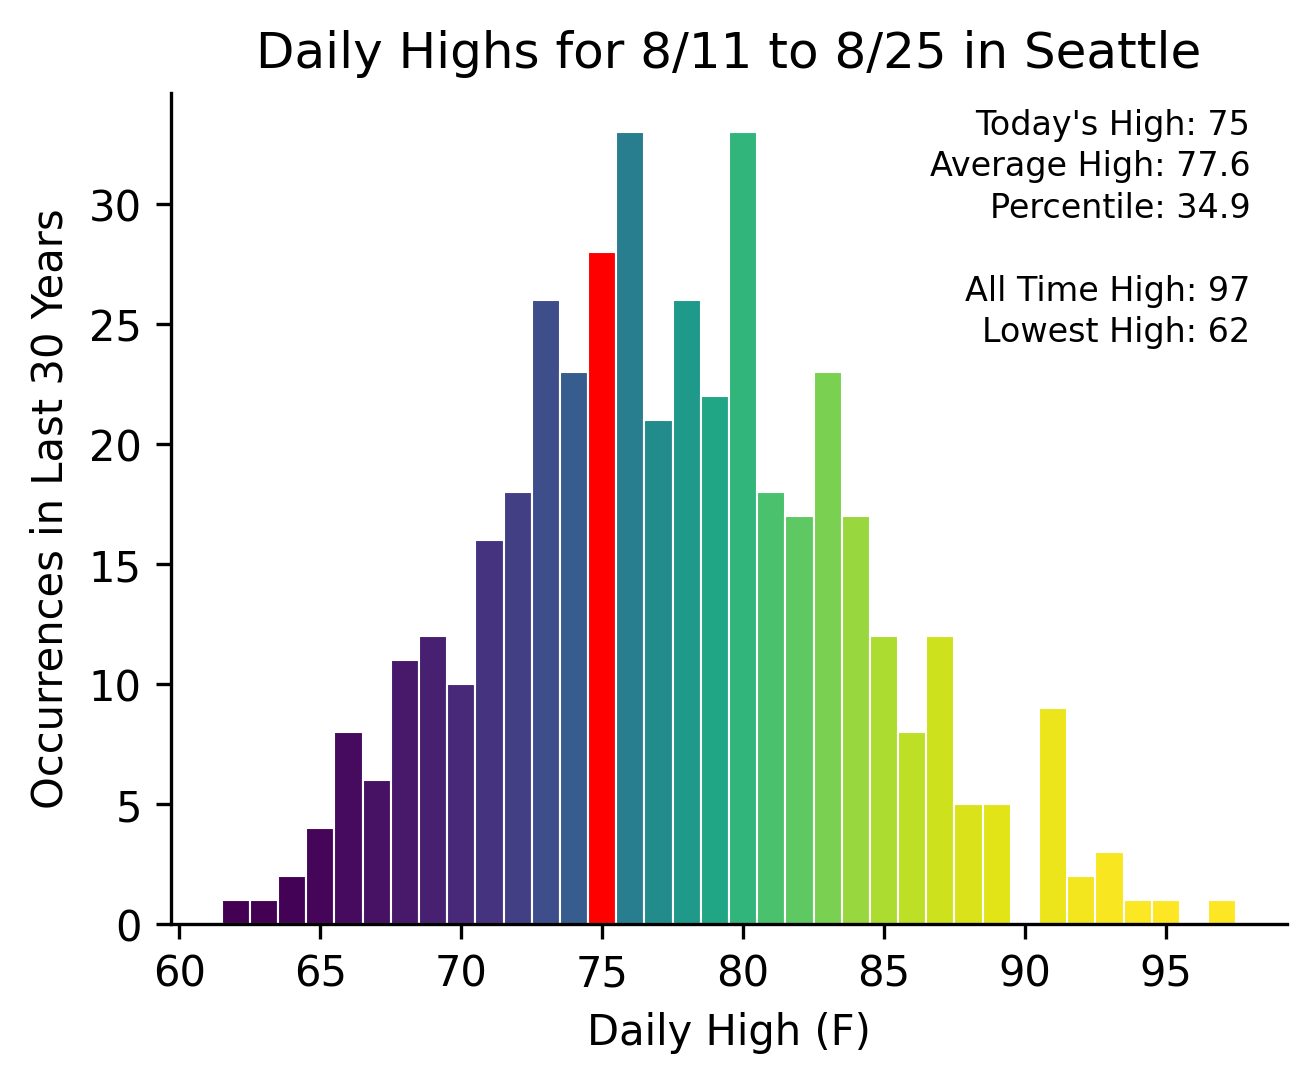 Daily Highs for 8/11 to 8/25 in Seattle
Today's High: 75
Average High: 77.6
Percentile: 34.9
All Time High: 97
Lowest High: 62
Occurrences in Last 30 Years
30
25
20
15
10
5
0
60 65 70 75 80 85 90 95
Daily High (F)